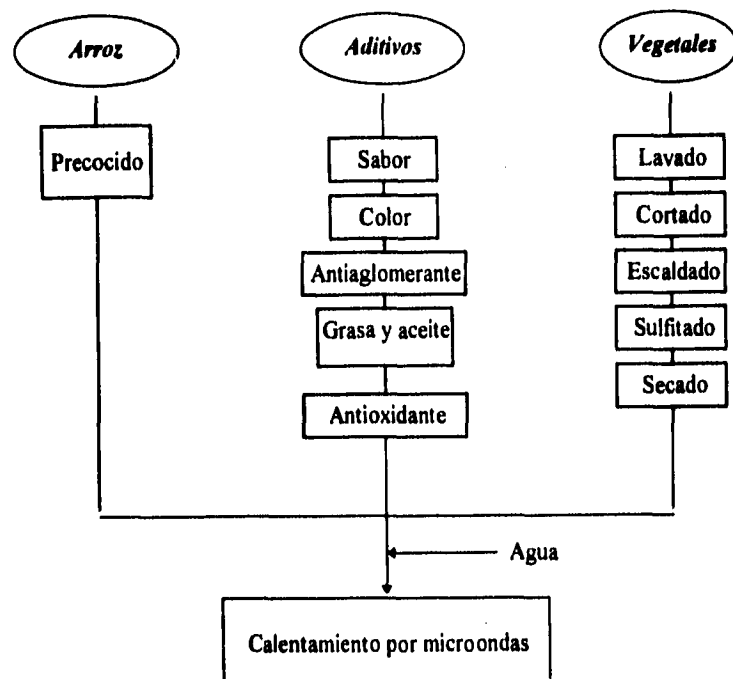 Arroz
Aditivos
Vegetales
Precocido
Sabor
Color
Antiaglomerante
Grasa y aceite
Antioxidante
Lavado
Cortado
Escaldado
Sulfitado
Secado
Agua
Calentamiento por microondas